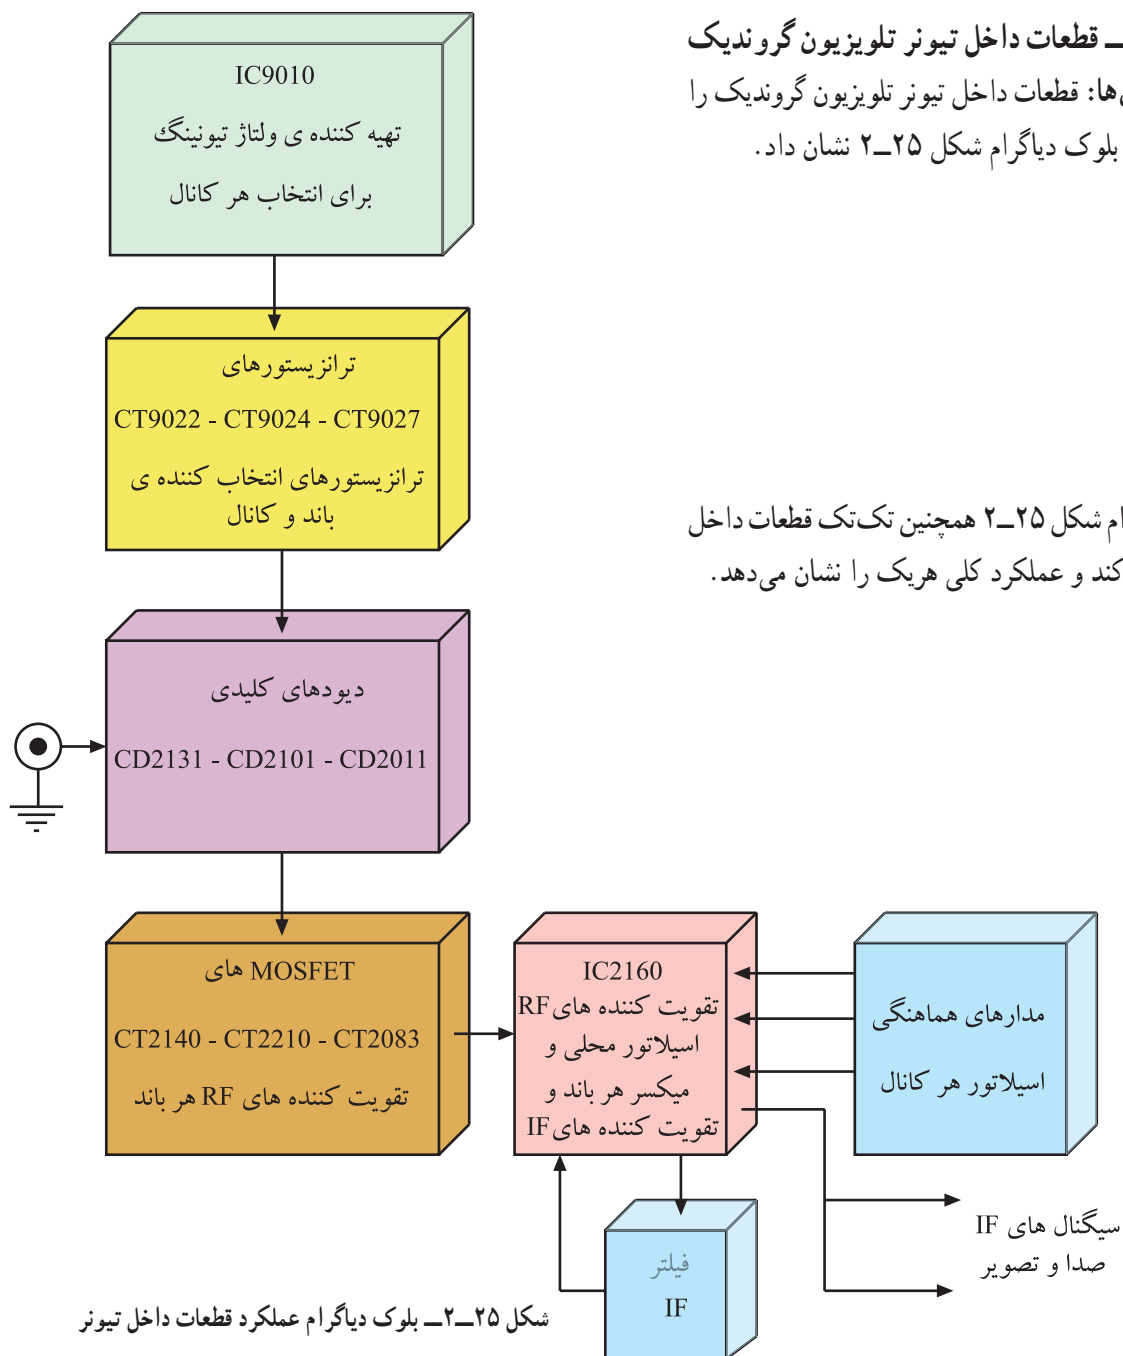 ـ قطعات داخل تیونر تلویزیون گروندیک
ها: قطعات داخل تیونر تلویزیون گروندیک را
بلوک دیاگرام شکل ۲۵ــ۲ نشان داد.
IC9010
تهیه کننده ی ولتاژ تیونینگ
برای انتخاب هر کانال
ترانزیستورهای
CT9022 - CT9024 - CT9027
ترانزیستورهای انتخاب کننده ی
باند و کانال
شکل ۲۵ــ۲ همچنین تک‌تک قطعات داخل
کند و عملکرد کلی هریک را نشان می‌دهد.
دیودهای کلیدی
CD2131 - CD2101 - CD2011
MOSFET های
CT2140 - CT2210 - CT2083
تقویت کننده های RF هر باند
IC2160
تقویت کننده های RF
اسیلاتور محلی و
میکسر هر باند و
تقویت کننده های IF
مدارهای هماهنگی
اسیلاتور هر کانال
سیگنال های IF
صدا و تصویر
فیلتر
IF
شکل ۲۵ــ۲ــ بلوک دیاگرام عملکرد قطعات داخل تیونر